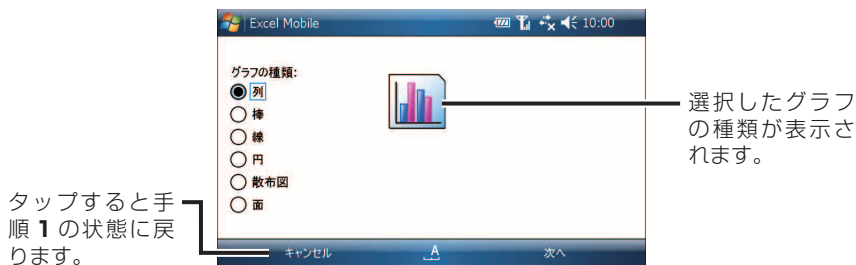 Excel Mobile 10:00
グラフの種類:
列
棒
線
円
散布図
面
キャンセル A 次へ
選択したグラフ
の種類が表示さ
れます。
タップすると手
順 1 の状態に戻
ります。